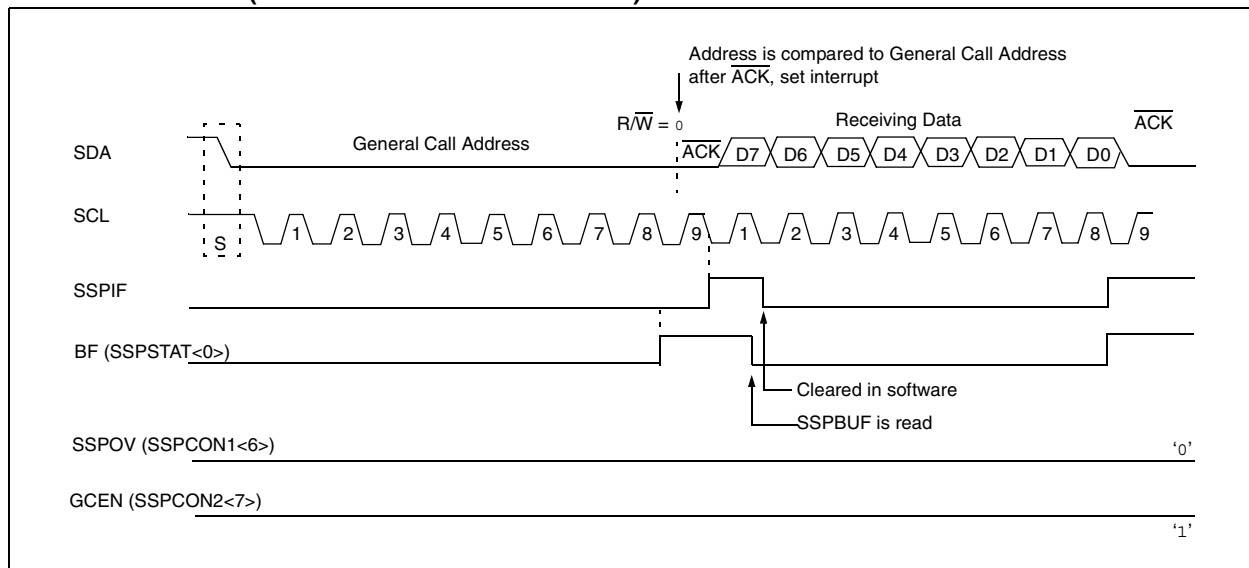 Address is compared to General Call Address
after ACK, set interrupt
R/W = 0
Receiving Data
ACK
SDA
General Call Address
ACK D7 D6 D5 D4 D3 D2 D1 D0
SCL
S 1 2 3 4 5 6 7 8 9 1 2 3 4 5 6 7 8 9
SSPIF
BF (SSPSTAT<0>)
Cleared in software
SSPBUF is read
SSPOV (SSPCON1<6>)
‘0’
GCEN (SSPCON2<7>)
‘1’